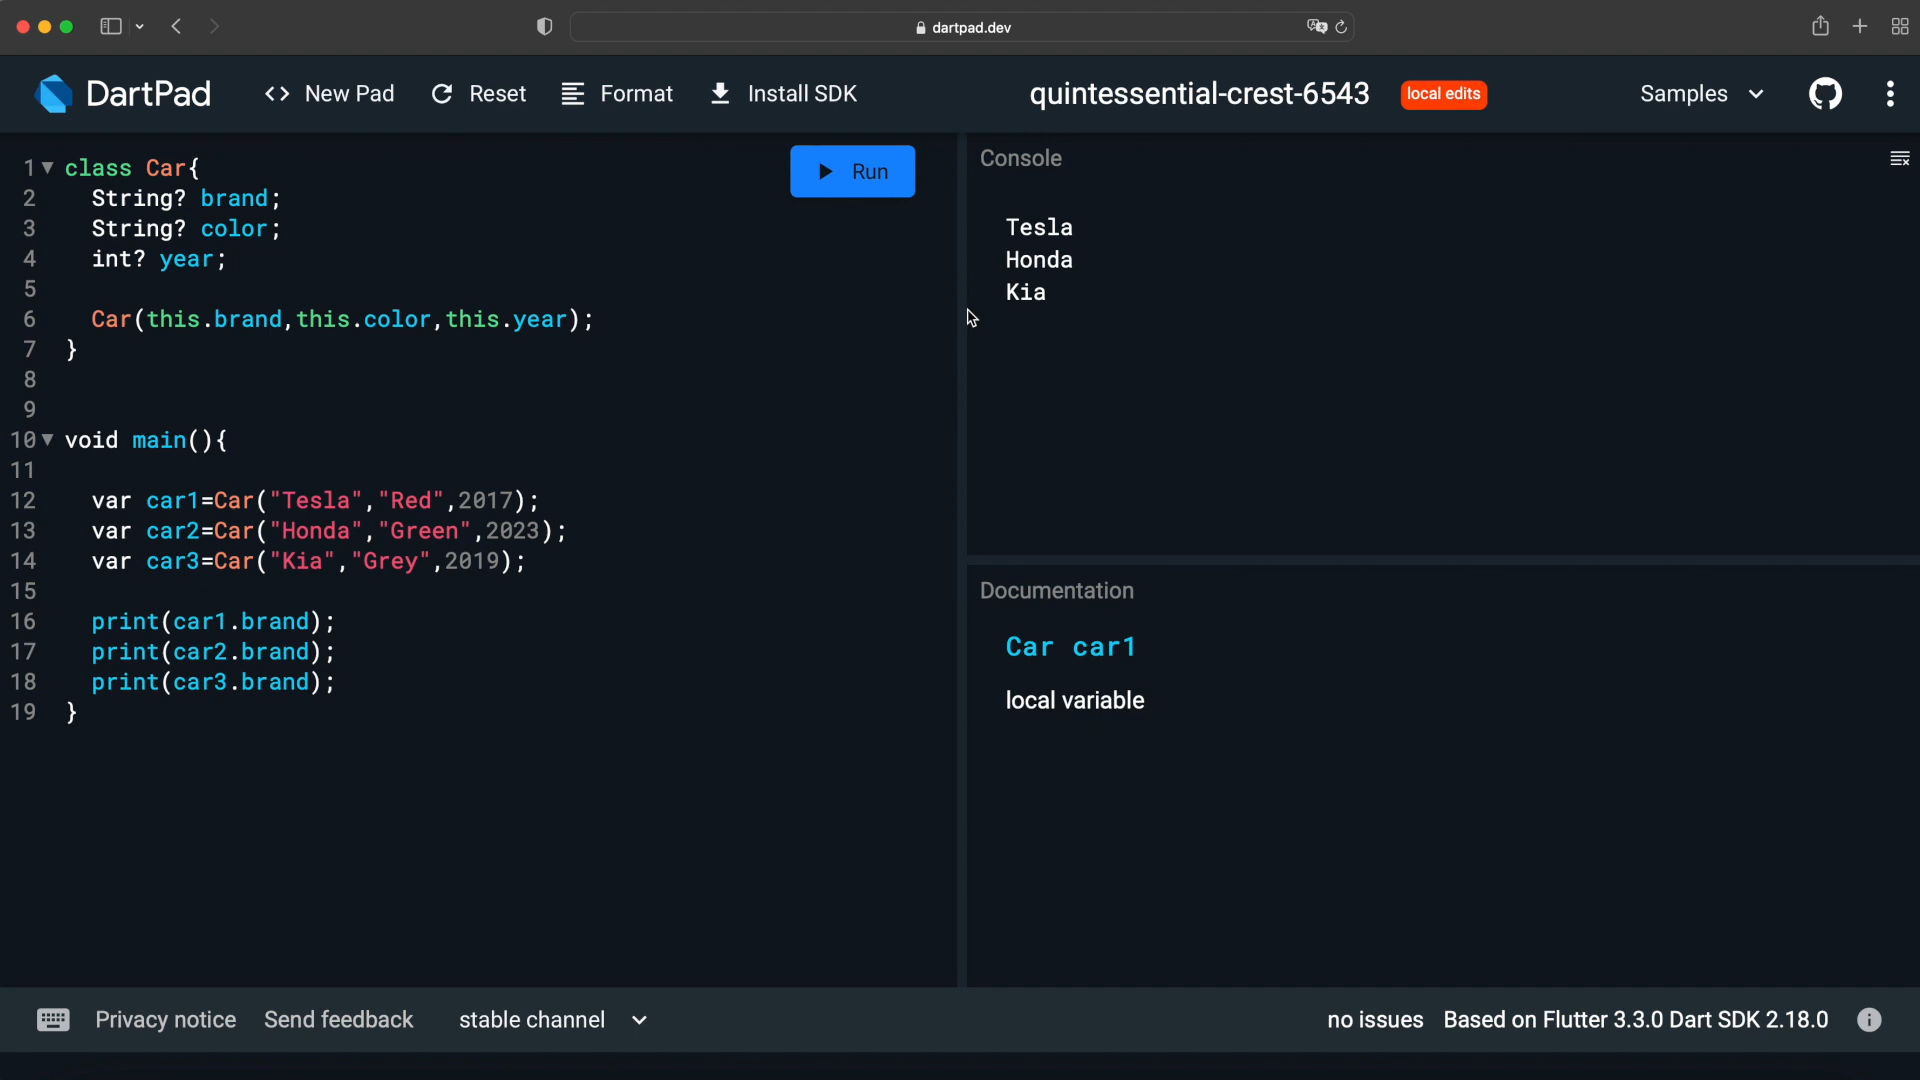 dartpad.dev
DartPad
New Pad
Reset
Format
Install SDK
quintessential-crest-6543
local edits
Samples
1 class Car{
2 String? brand;
3 String? color;
4 int? year;
5
6 Car(this.brand,this.color,this.year);
7 }
8
9
10 void main(){
11
12 var car1=Car("Tesla","Red",2017);
13 var car2=Car("Honda","Green",2023);
14 var car3=Car("Kia","Grey",2019);
15
16 print(car1.brand);
17 print(car2.brand);
18 print(car3.brand);
19 }
Run
Console
Tesla
Honda
Kia
Documentation
Car car1
local variable
Privacy notice
Send feedback
stable channel
no issues
Based on Flutter 3.3.0 Dart SDK 2.18.0